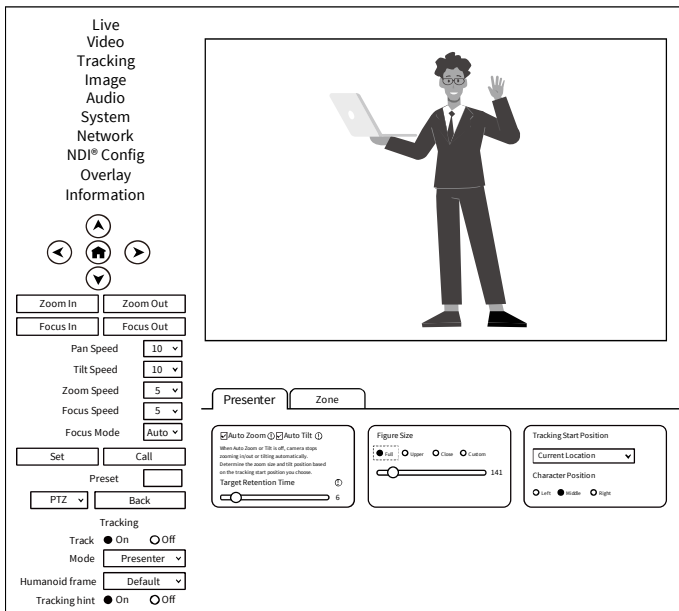 Live
Video
Tracking
Image
Audio
System
Network
NDI® Config
Overlay
Information
Zoom In Zoom Out
Focus In Focus Out
Pan Speed 10
Tilt Speed 10
Zoom Speed 5
Focus Speed 5
Focus Mode Auto
Set Call
Preset
PTZ Back
Tracking
Track On Off
Mode Presenter
Humanoid frame Default
Tracking hint On Off
Presenter Zone
Auto Zoom Auto Tilt
When Auto Zoom or Tilt is off, camera stops
zooming in/out or tilting automatically.
Determine the zoom size and tilt position based
on the tracking start position you choose.
Target Retention Time
6
Figure Size
Full Upper Close Custom
141
Tracking Start Position
Current Location
Character Position
Left Middle Right